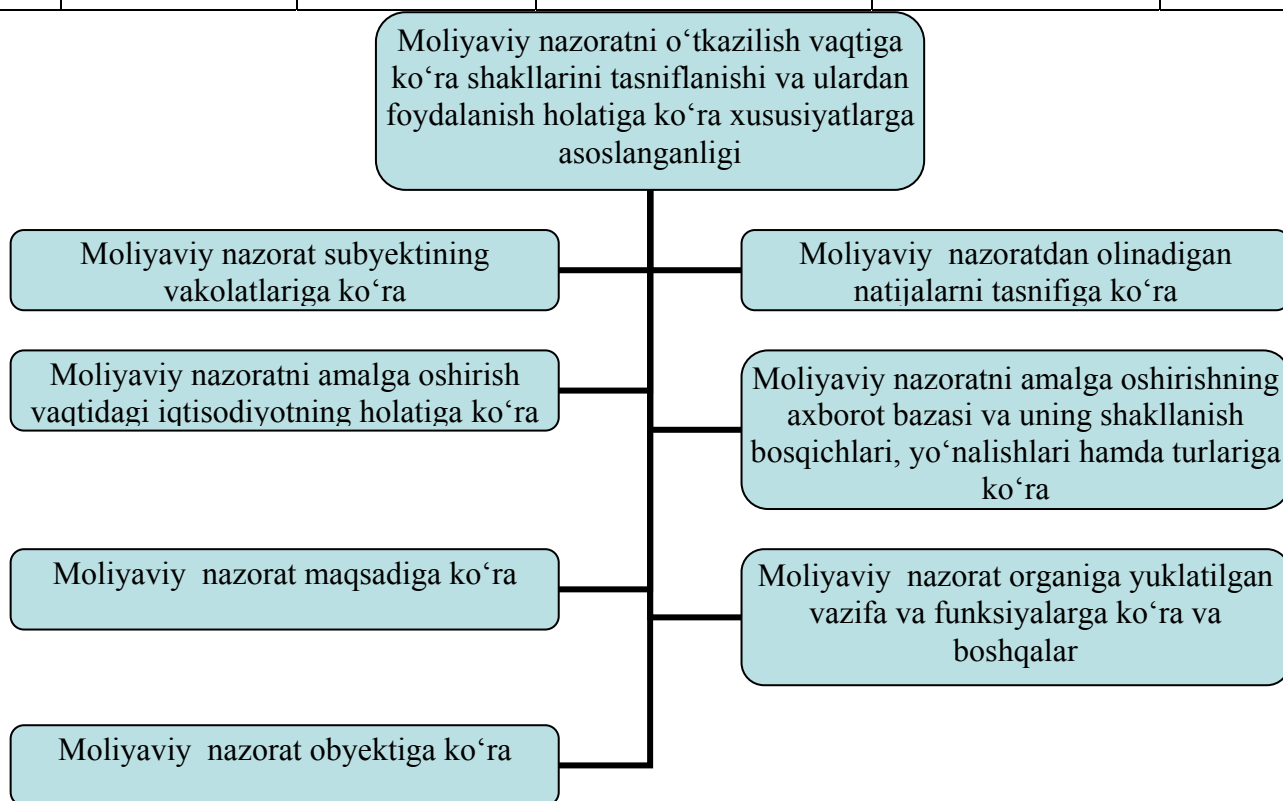 Moliyaviy nazoratni o‘tkazilish vaqtiga
ko‘ra shakllarini tasniflanishi va ulardan
foydalanish holatiga ko‘ra xususiyatlarga
asoslanganligi
Moliyaviy nazorat subyektining
vakolatlariga ko‘ra
Moliyaviy nazoratdan olinadigan
natijalarni tasnifiga ko‘ra
Moliyaviy nazoratni amalga oshirish
vaqtidagi iqtisodiyotning holatiga ko‘ra
Moliyaviy nazoratni amalga oshirishning
axborot bazasi va uning shakllanish
bosqichlari, yo‘nalishlari hamda turlariga
ko‘ra
Moliyaviy nazorat maqsadiga ko‘ra
Moliyaviy nazorat organiga yuklatilgan
vazifa va funksiyalarga ko‘ra va
boshqalar
Moliyaviy nazorat obyektiga ko‘ra